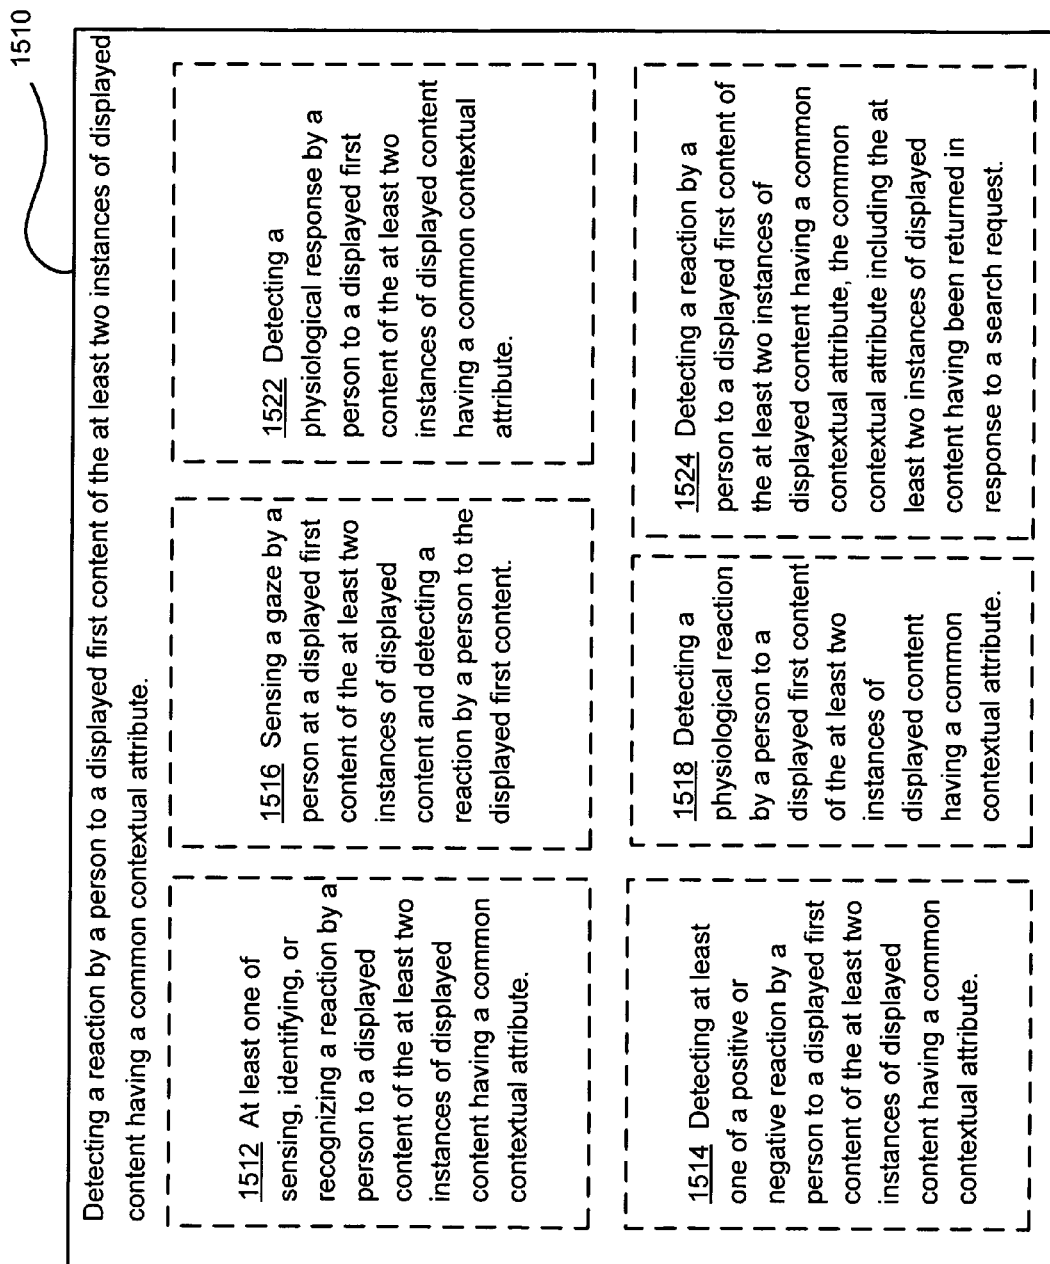 1510
Detecting a reaction by a person to a displayed first content of the at least two instances of displayed
content having a common contextual attribute.
1512 At least one of
sensing, identifying, or
recognizing a reaction by a
person to a displayed
content of the at least two
instances of displayed
content having a common
contextual attribute.
1516 Sensing a gaze by a
person at a displayed first
content of the at least two
instances of displayed
content and detecting a
reaction by a person to the
displayed first content.
1522 Detecting a
physiological response by a
person to a displayed first
content of the at least two
instances of displayed content
having a common contextual
attribute.
1514 Detecting at least
one of a positive or
negative reaction by a
person to a displayed first
content of the at least two
instances of displayed
content having a common
contextual attribute.
1518 Detecting a
physiological reaction
by a person to a
displayed first content
of the at least two
instances of
displayed content
having a common
contextual attribute.
1524 Detecting a reaction by a
person to a displayed first content of
the at least two instances of
displayed content having a common
contextual attribute, the common
contextual attribute including the at
least two instances of displayed
content having been returned in
response to a search request.